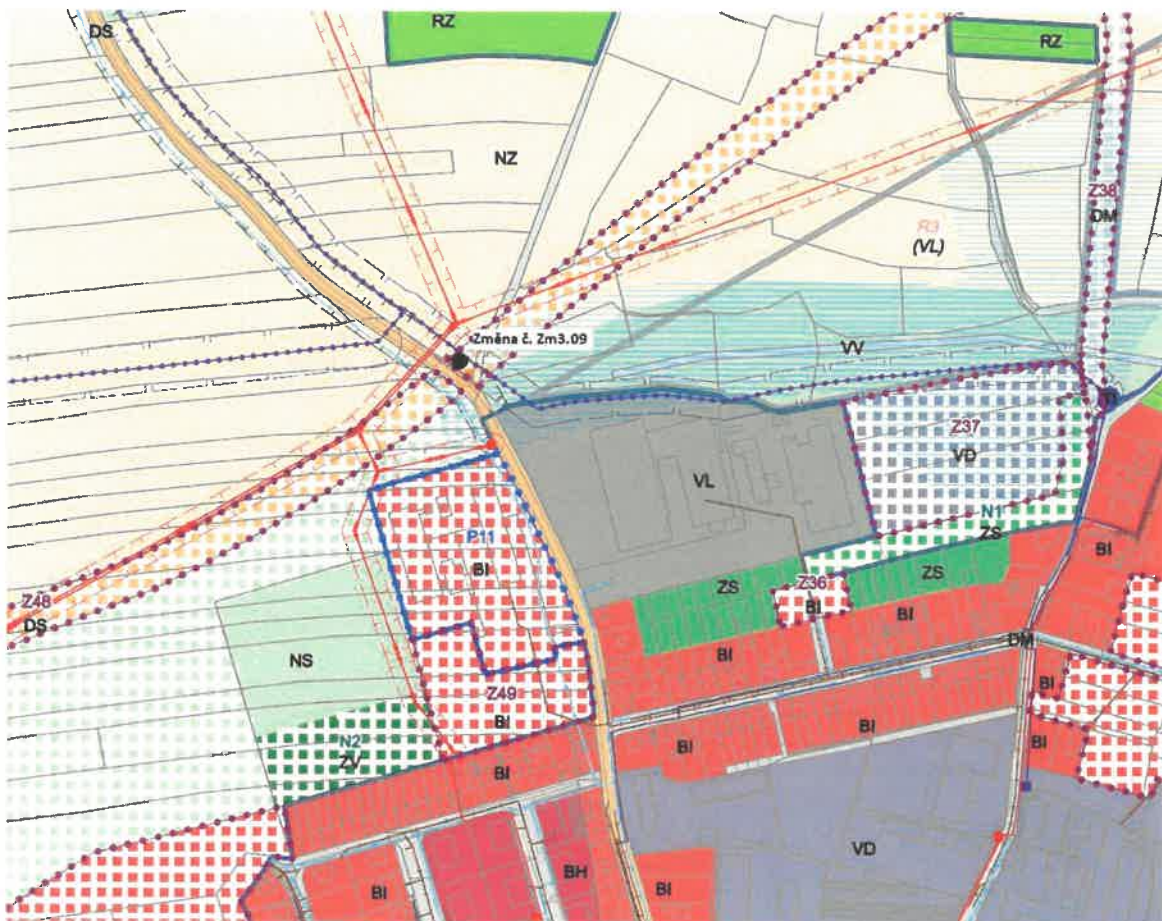 RZ
DS
RZ
NZ
Z38
DM
R3
(VL)
Změna č. Zm3.09
VV
Z37
VD
VL
N1
ZS
P11
BI
BI
Z36
BI
ZS
ZS
BI
Z48
DS
BI
DM
NS
BI
Z49
BI
BI
N2
ZV
BI
BI
BI
BI
VD
BI
BH
BI